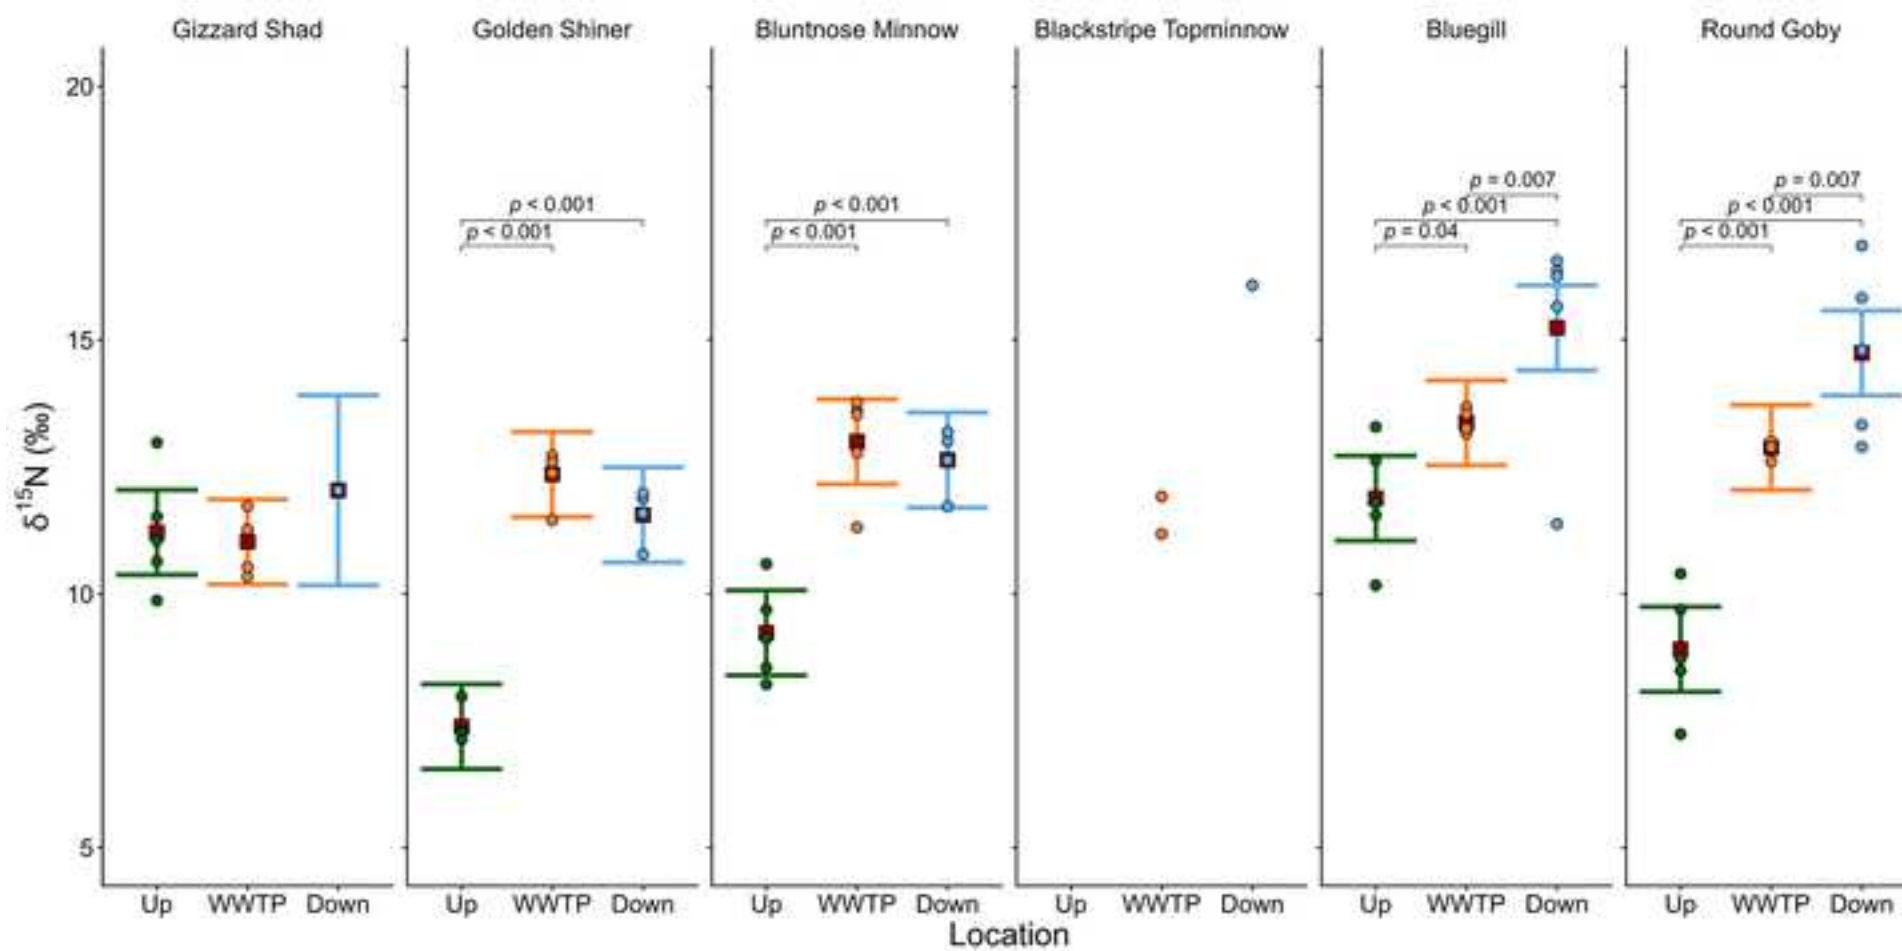 Gizzard Shad Golden Shiner Bluntnose Minnow Blackstripe Topminnow Bluegill Round Goby
20
p = 0.007 p = 0.007
p < 0.001 p < 0.001 p < 0.001 p < 0.001
p < 0.001 p < 0.001 p = 0.04 p < 0.001
15
δ¹⁵N (‰)
10
5
Up WWTP Down Up WWTP Down Up WWTP Down Up WWTP Down Up WWTP Down Up WWTP Down
Location